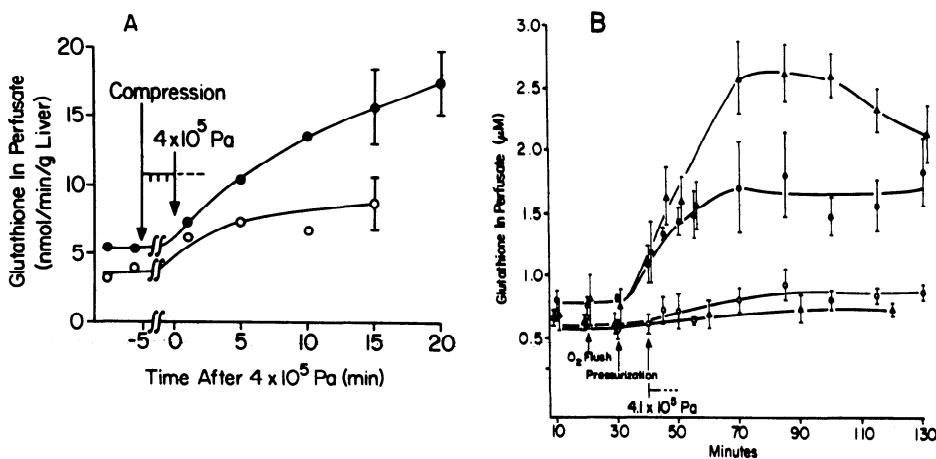 A
20
15
10
5
0
Glutathione In Perfusate
(nmol/min/g Liver)
Compression
4 x 10⁵ Pa
-5 0 5 10 15 20
Time After 4 x 10⁵ Pa (min)
B
3.0
2.5
2.0
1.5
1.0
0.5
Glutathione In Perfusate (µM)
O₂ Flush
Pressurization
4.1 x 10⁵ Pa
10 30 50 70 90 110 130
Minutes